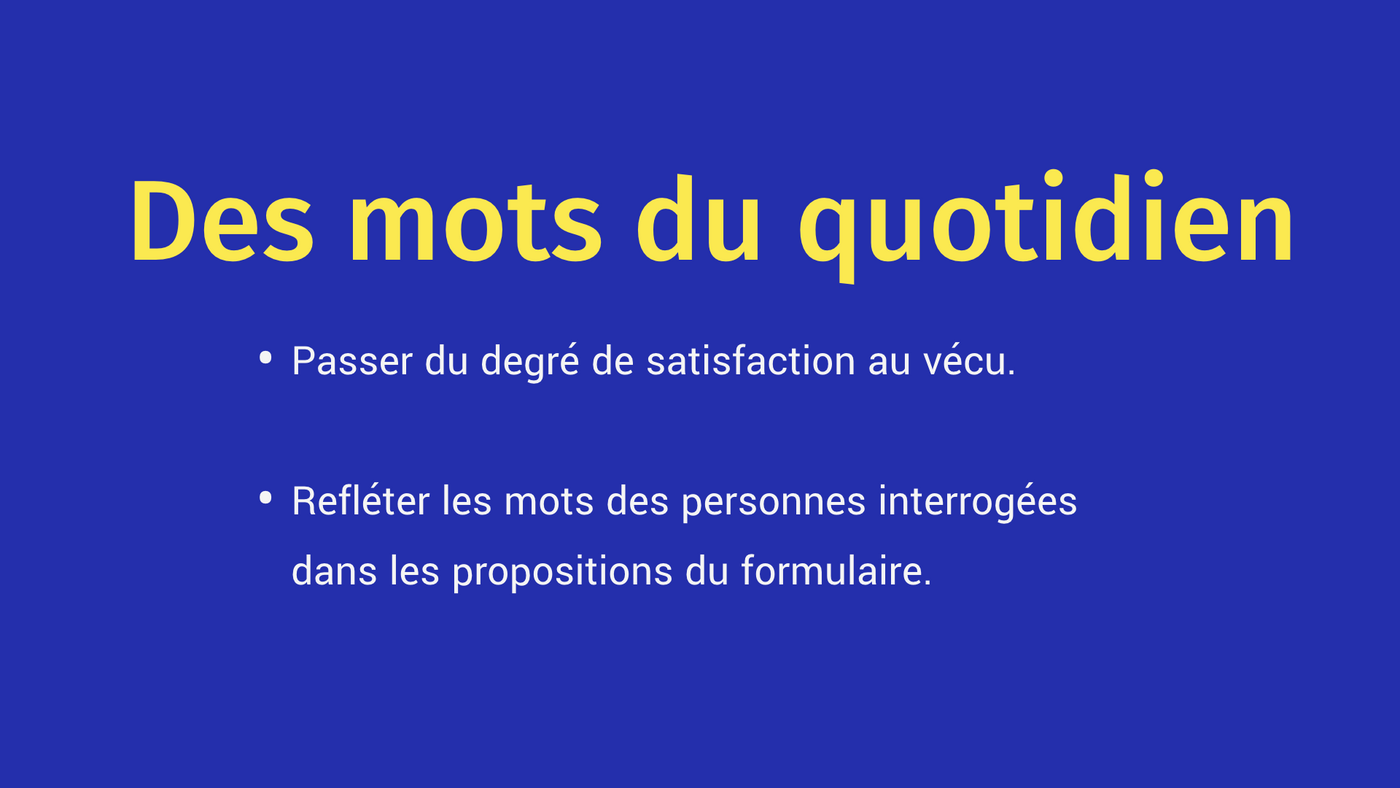 Des mots du quotidien
• Passer du degré de satisfaction au vécu.
• Refléter les mots des personnes interrogées
dans les propositions du formulaire.